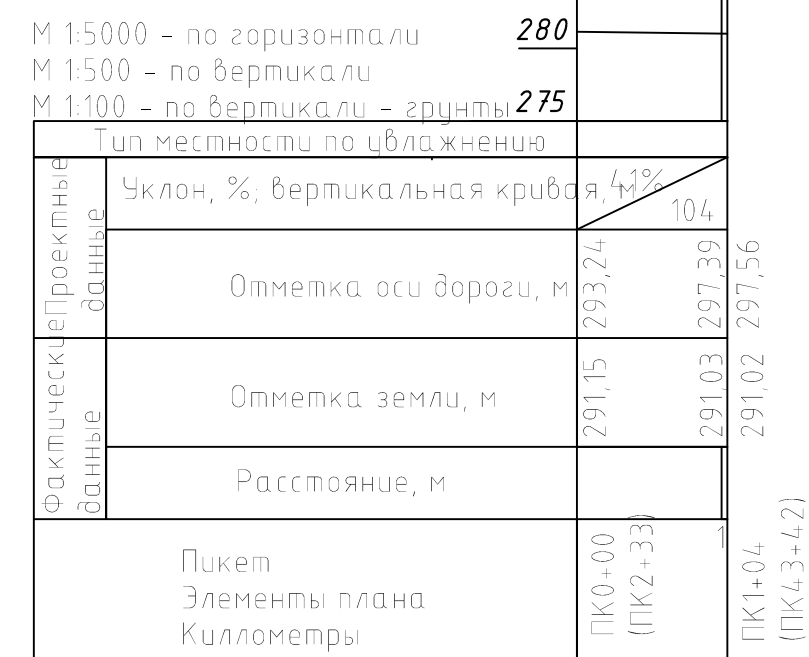 М 1:5000 – по горизонтали
280
М 1:500 – по вертикали
М 1:100 – по вертикали – грунты
275
Тип местности по увлажнению
Проектные данные
Уклон, %; вертикальная кривая, м
41%
104
Отметка оси дороги, м
293,24
297,39
297,56
Фактические данные
Отметка земли, м
291,15
291,03
291,02
Расстояние, м
Пикет
Элементы плана
Киллометры
ПК0+00
(ПК2+33)
1
ПК1+04
(ПК43+42)